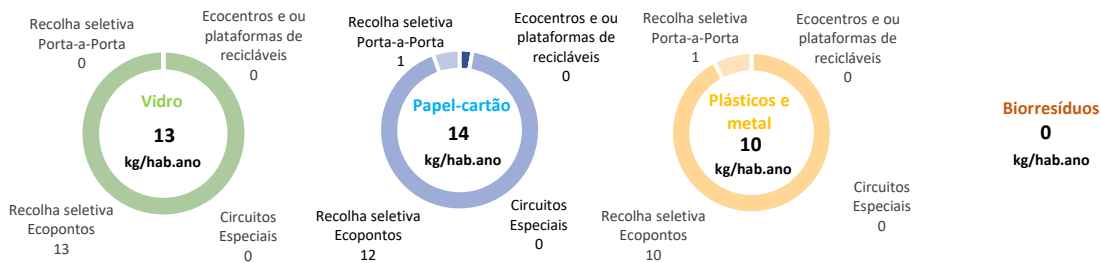 Recolha seletiva
Porta-a-Porta
0
Ecocentros e ou
plataformas de
recicláveis
0
Vidro
13
kg/hab.ano
Recolha seletiva
Ecopontos
13
Circuitos
Especiais
0
Recolha seletiva
Porta-a-Porta
1
Ecocentros e ou
plataformas de
recicláveis
0
Papel-cartão
14
kg/hab.ano
Recolha seletiva
Ecopontos
12
Circuitos
Especiais
0
Recolha seletiva
Porta-a-Porta
1
Ecocentros e ou
plataformas de
recicláveis
0
Plásticos e
metal
10
kg/hab.ano
Recolha seletiva
Ecopontos
10
Circuitos
Especiais
0
Biorresíduos
0
kg/hab.ano